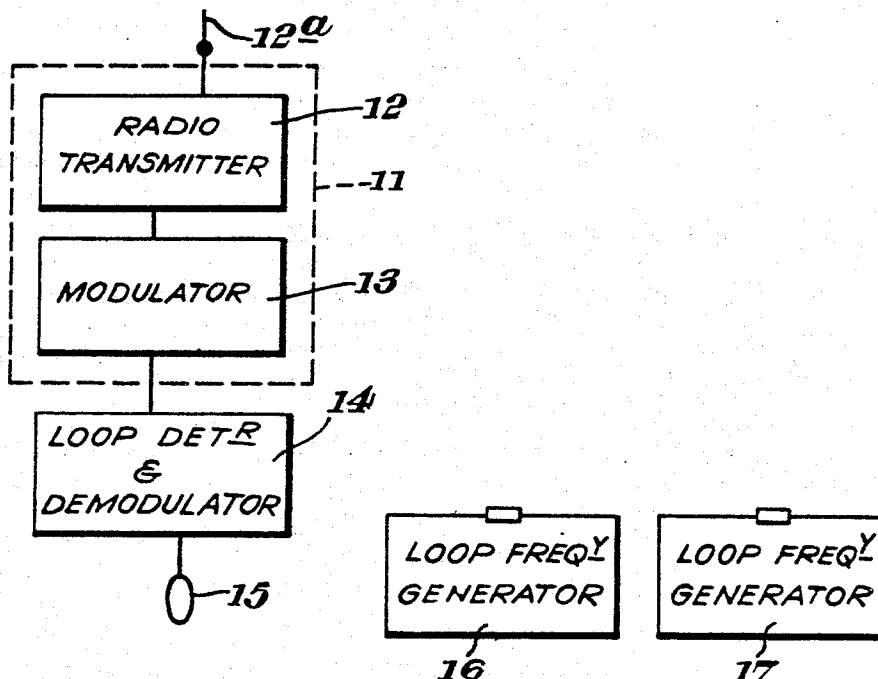 12a
RADIO
TRANSMITTER
12
11
MODULATOR
13
14
LOOP DETR
&
DEMODULATOR
15
LOOP FREQY
GENERATOR
16
LOOP FREQY
GENERATOR
17